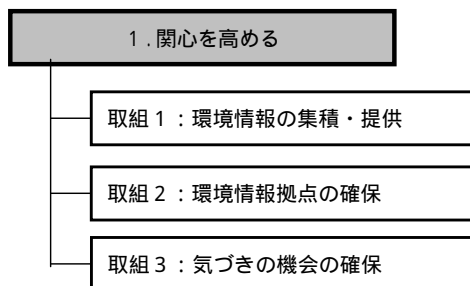 １．関心を高める
取組１：環境情報の集積・提供
取組２：環境情報拠点の確保
取組３：気づきの機会の確保